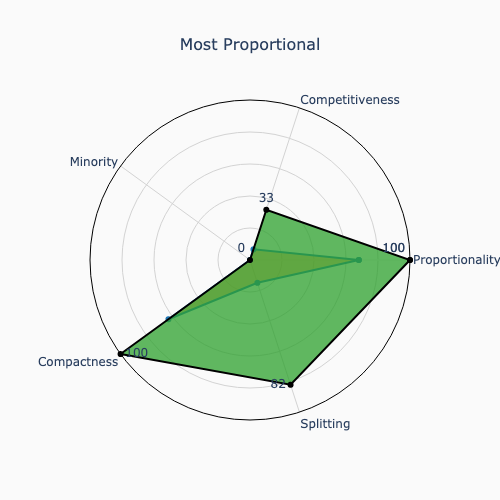 Most Proportional
Competitiveness
Minority
33
0
100
Proportionality
100
Compactness
82
Splitting